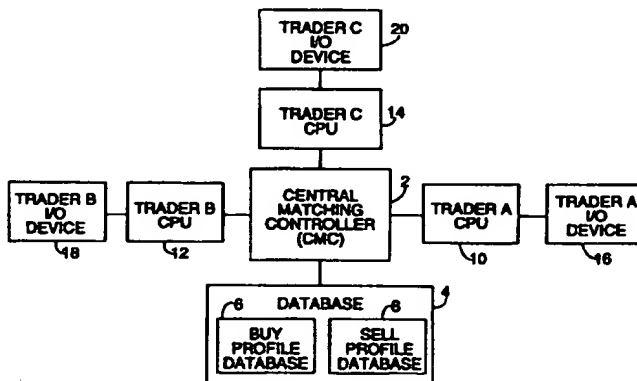 TRADER C
I/O
DEVICE
20
TRADER C
CPU
14
TRADER B
I/O
DEVICE
18
TRADER B
CPU
12
CENTRAL
MATCHING
CONTROLLER
(CMC)
2
TRADER A
CPU
10
TRADER A
I/O
DEVICE
16
DATABASE
4
6
BUY
PROFILE
DATABASE
8
SELL
PROFILE
DATABASE